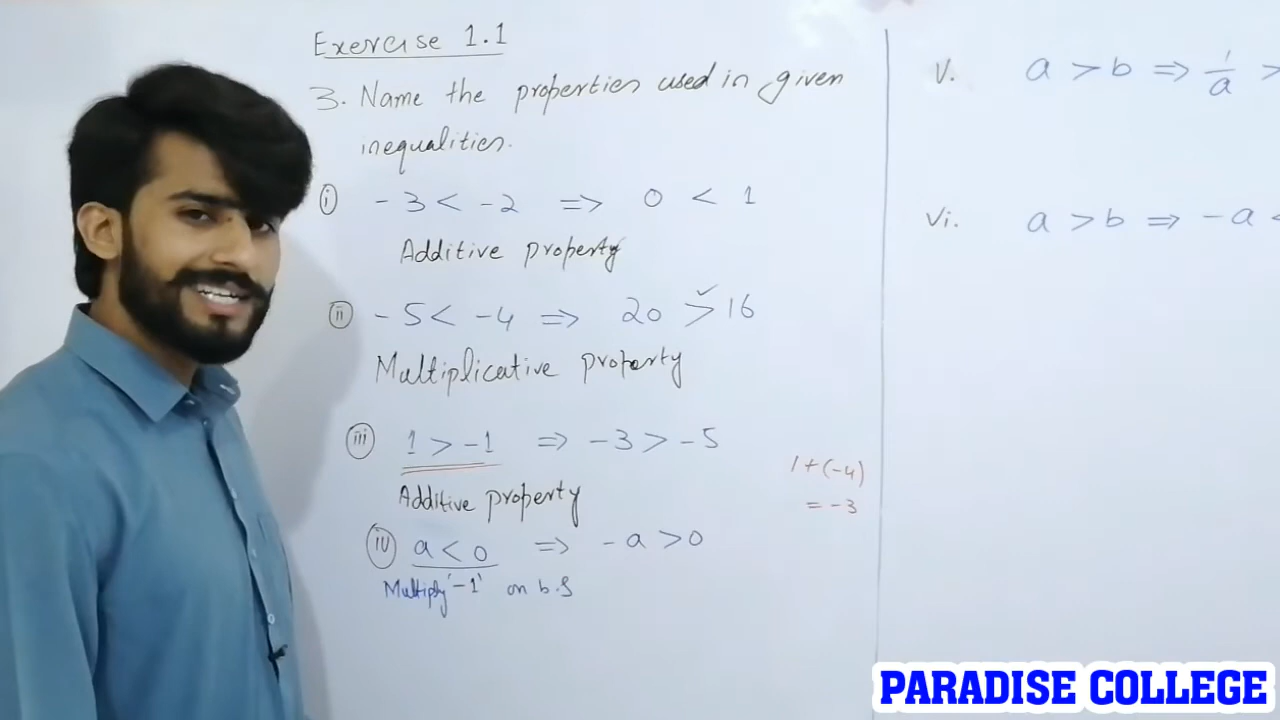 Exercise 1.1
3. Name the properties used in given
inequalities.
(i) -3 < -2 ⇒ 0 < 1
Additive property
(ii) -5 < -4 ⇒ 20 > 16
Multiplicative property
(iii) 1 > -1 ⇒ -3 > -5
Additive property
(iv) a < 0 ⇒ -a > 0
Multiply '-1' on b.S
1+(-4)
= -3
v. a > b ⇒ 1/a >
vi. a > b ⇒ -a <
PARADISE COLLEGE